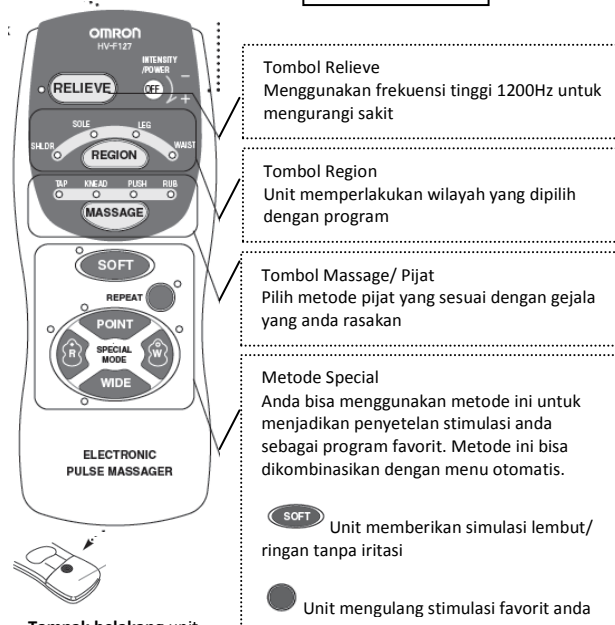 OMRON
HV-F127
INTENSITY
/POWER
RELIEVE
OFF
−
+
SOLE
LEG
SHLDR
WAIST
REGION
TAP KNEAD PUSH RUB
MASSAGE
SOFT
REPEAT
POINT
R
SPECIAL
MODE
W
WIDE
ELECTRONIC
PULSE MASSAGER
Tampak belakang unit
Tombol Relieve
Menggunakan frekuensi tinggi 1200Hz untuk
mengurangi sakit
Tombol Region
Unit memperlakukan wilayah yang dipilih
dengan program
Tombol Massage/ Pijat
Pilih metode pijat yang sesuai dengan gejala
yang anda rasakan
Metode Special
Anda bisa menggunakan metode ini untuk
menjadikan penyetelan stimulasi anda
sebagai program favorit. Metode ini bisa
dikombinasikan dengan menu otomatis.
SOFT Unit memberikan simulasi lembut/
ringan tanpa iritasi
Unit mengulang stimulasi favorit anda